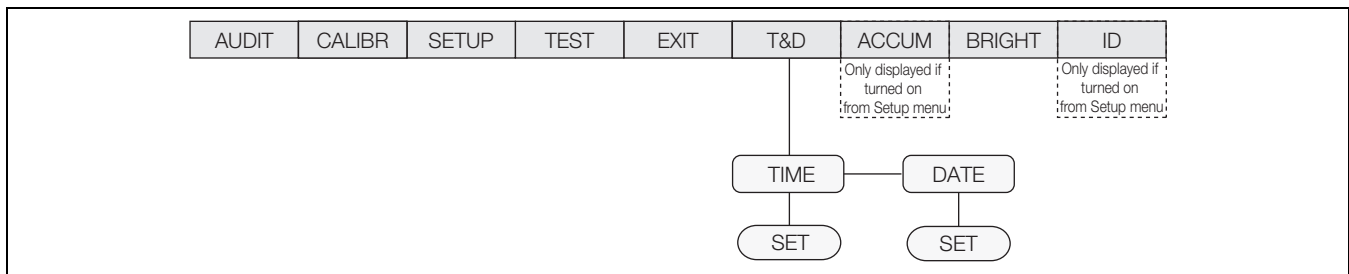 AUDIT CALIBR SETUP TEST EXIT T&D ACCUM BRIGHT ID
Only displayed if
turned on
from Setup menu
Only displayed if
turned on
from Setup menu
TIME DATE
SET SET